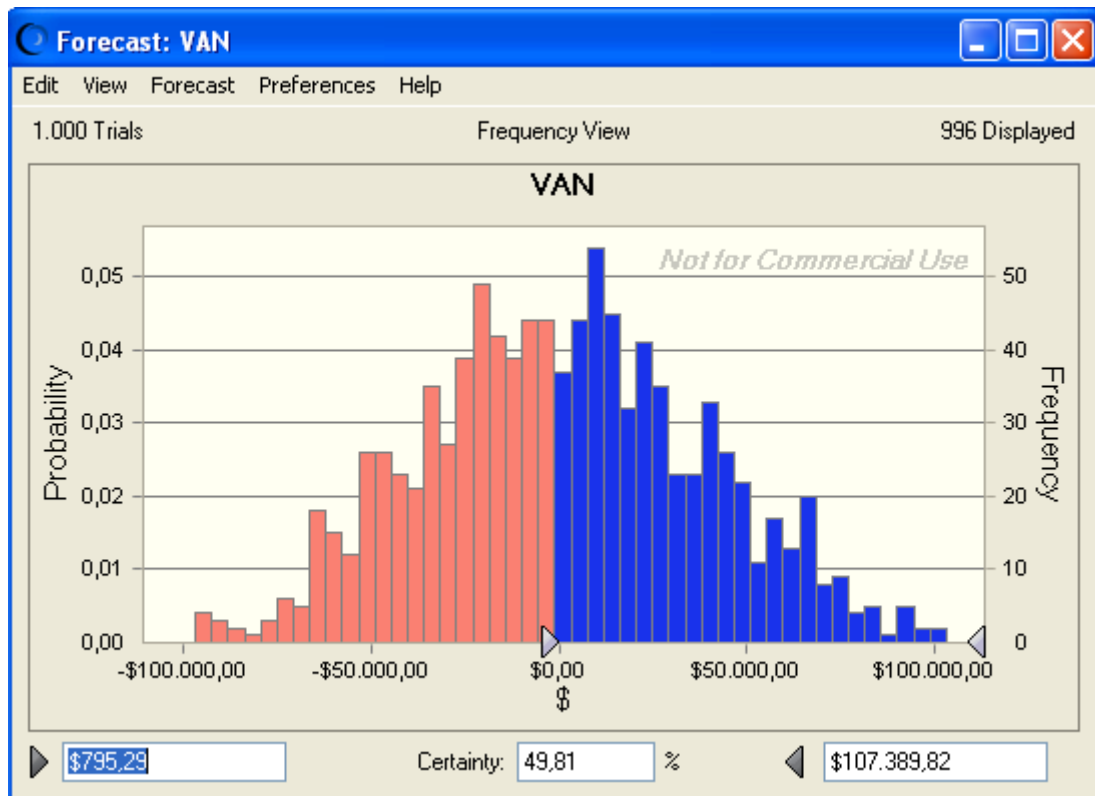 Forecast: VAN
Edit View Forecast Preferences Help
1.000 Trials Frequency View 996 Displayed
VAN
Not for Commercial Use
0,05 50
0,04 40
0,03 30
0,02 20
0,01 10
0,00 0
Probability
Frequency
-$100.000,00 -$50.000,00 $0,00 $50.000,00 $100.000,00
$
$795,29 Certainty: 49,81 % $107.389,82